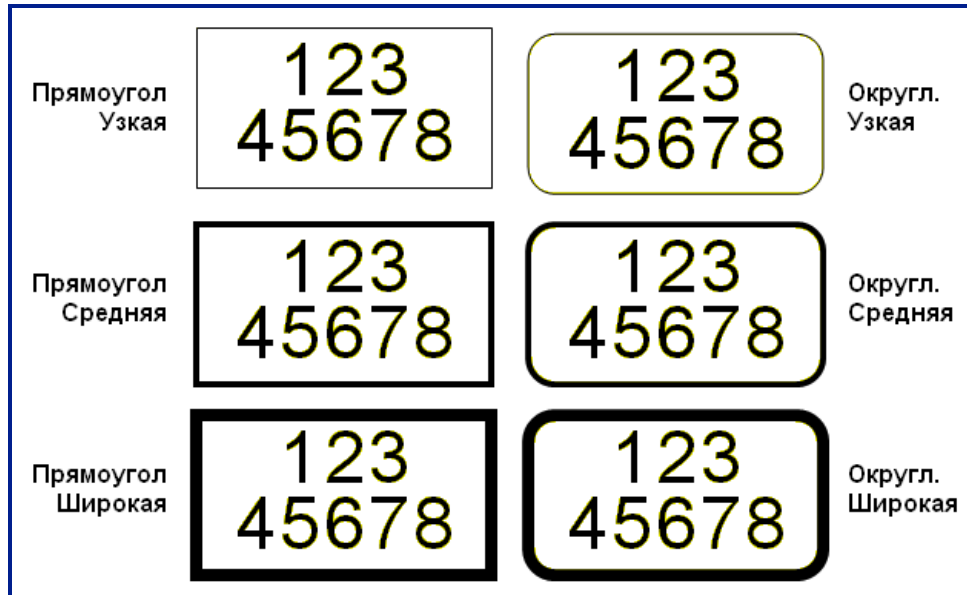 Прямоугол
Узкая
123
45678
123
45678
Округл.
Узкая
Прямоугол
Средняя
123
45678
123
45678
Округл.
Средняя
Прямоугол
Широкая
123
45678
123
45678
Округл.
Широкая